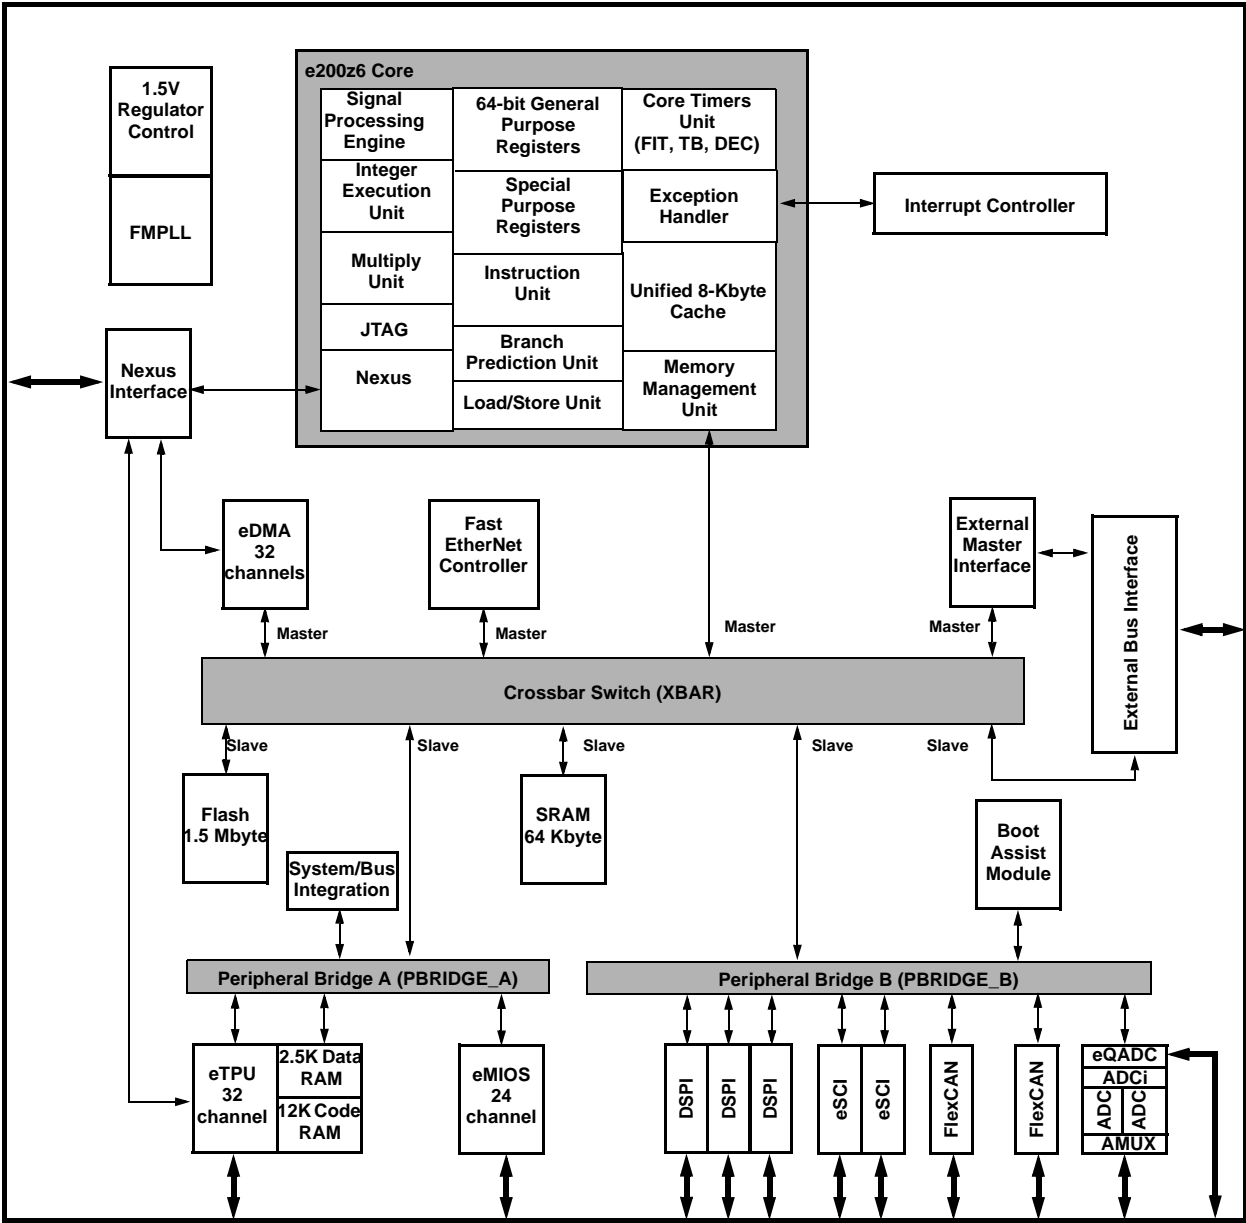 1.5V
Regulator
Control
FMPLL
e200z6 Core
Signal
Processing
Engine
Integer
Execution
Unit
Multiply
Unit
JTAG
Nexus
64-bit General
Purpose
Registers
Special
Purpose
Registers
Instruction
Unit
Branch
Prediction Unit
Load/Store Unit
Core Timers
Unit
(FIT, TB, DEC)
Exception
Handler
Unified 8-Kbyte
Cache
Memory
Management
Unit
Interrupt Controller
Nexus
Interface
eDMA
32
channels
Fast
EtherNet
Controller
External
Master
Interface
External Bus Interface
Master
Master
Master
Master
Crossbar Switch (XBAR)
Slave
Slave
Slave
Slave
Slave
Flash
1.5 Mbyte
SRAM
64 Kbyte
System/Bus
Integration
Boot
Assist
Module
Peripheral Bridge A (PBRIDGE_A)
Peripheral Bridge B (PBRIDGE_B)
eTPU
32
channel
2.5K Data
RAM
12K Code
RAM
eMIOS
24
channel
DSPI
DSPI
DSPI
eSCI
eSCI
FlexCAN
FlexCAN
eQADC
ADCi
ADC
ADC
AMUX